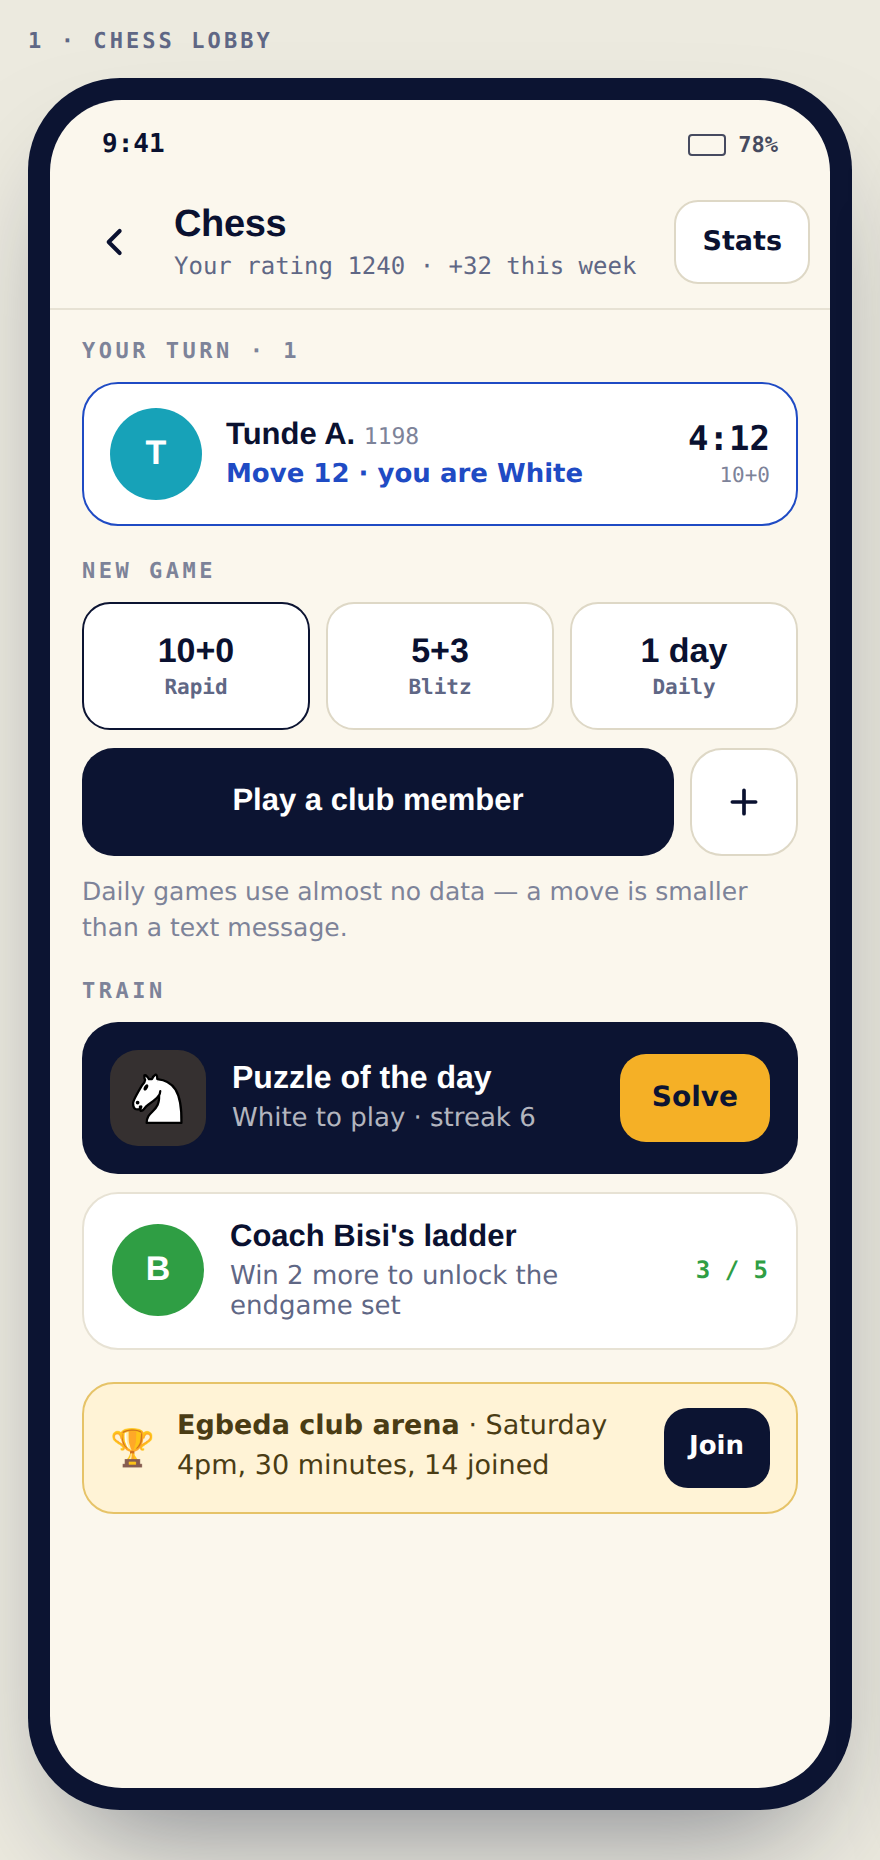 1 · CHESS LOBBY
9:41
78%
Chess
Your rating 1240 · +32 this week
Stats
YOUR TURN · 1
T
Tunde A. 1198
Move 12 · you are White
4:12
10+0
NEW GAME
10+0
Rapid
5+3
Blitz
1 day
Daily
Play a club member
+
Daily games use almost no data — a move is smaller
than a text message.
TRAIN
Puzzle of the day
White to play · streak 6
Solve
B
Coach Bisi's ladder
Win 2 more to unlock the
endgame set
3 / 5
Egbeda club arena · Saturday
4pm, 30 minutes, 14 joined
Join